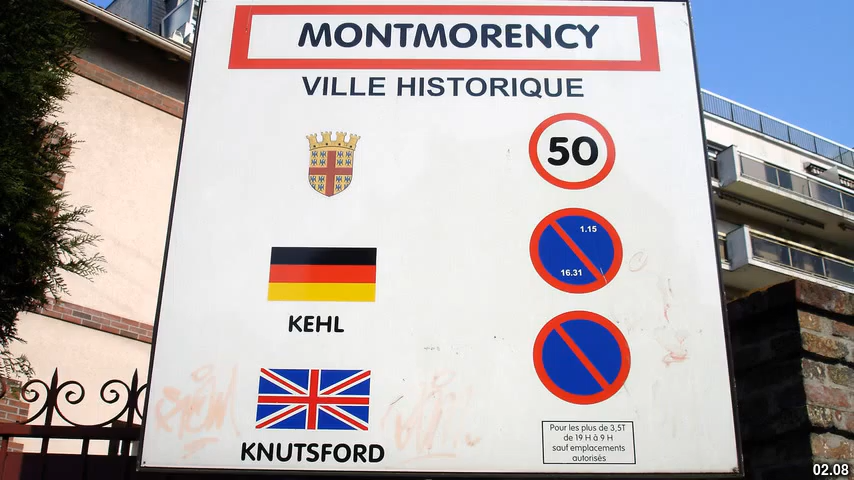 MONTMORENCY
VILLE HISTORIQUE
50
1.15
16.31
KEHL
KNUTSFORD
Pour les plus de 3,5T
de 19 H à 9 H
sauf emplacements
autorisés
02.08